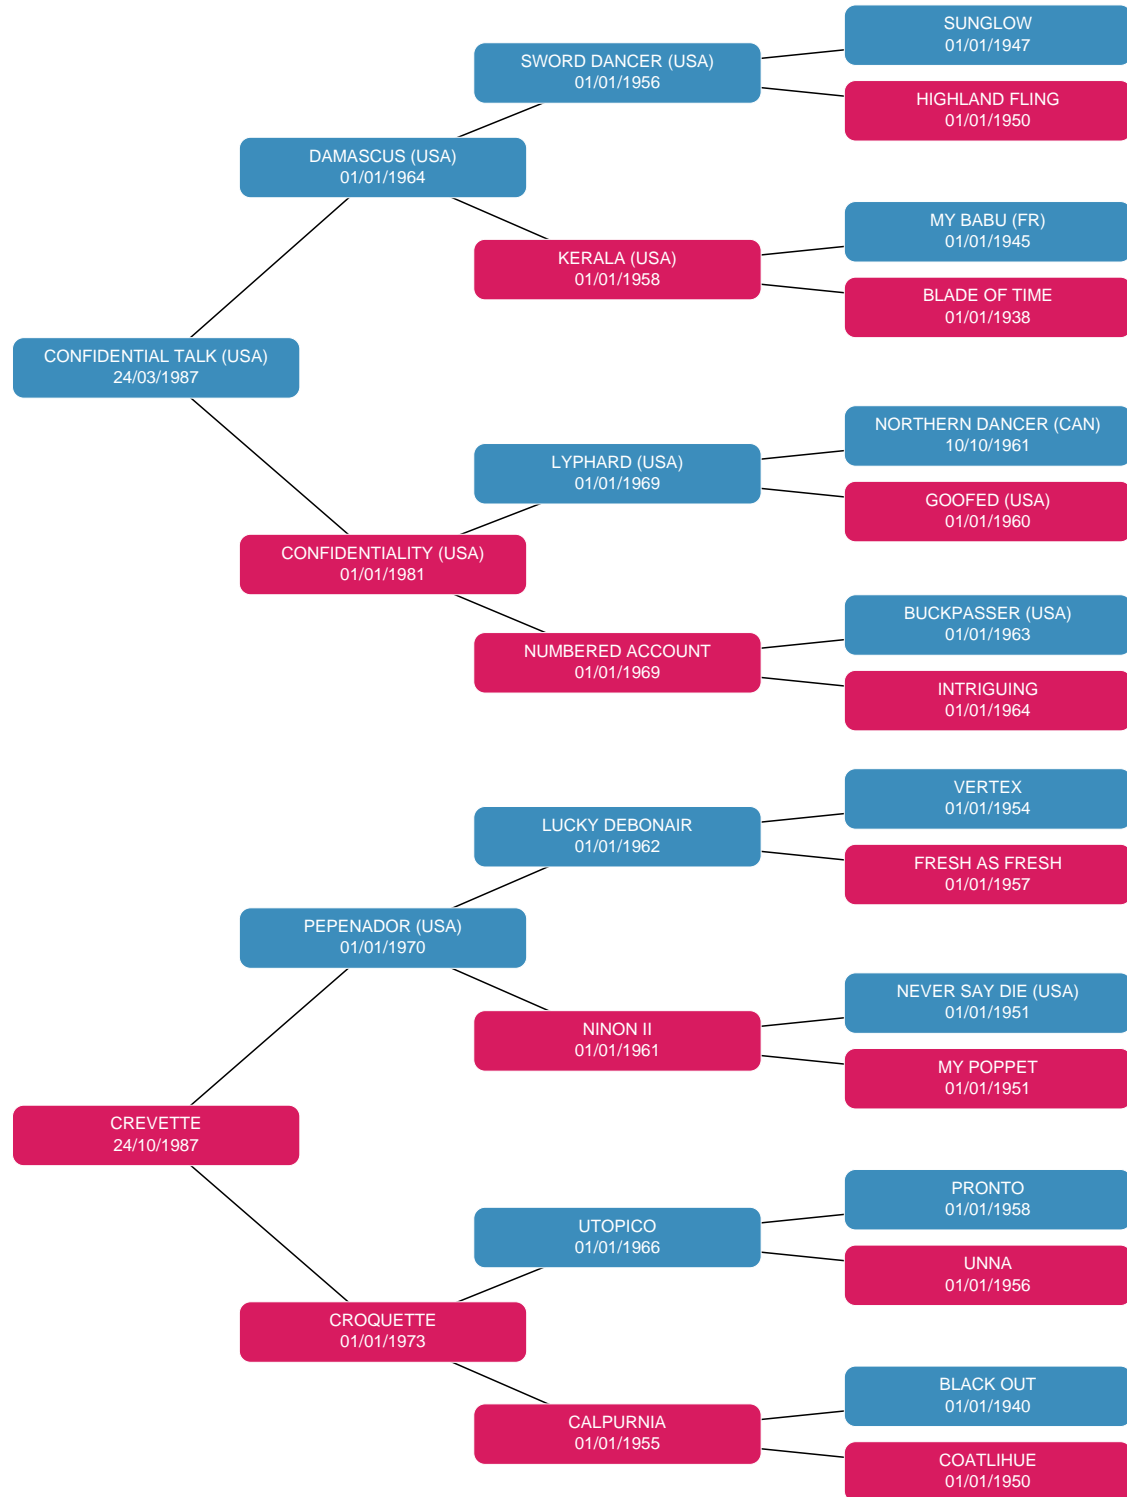 SUNGLOW
01/01/1947
SWORD DANCER (USA)
01/01/1956
HIGHLAND FLING
01/01/1950
DAMASCUS (USA)
01/01/1964
MY BABU (FR)
01/01/1945
KERALA (USA)
01/01/1958
BLADE OF TIME
01/01/1938
CONFIDENTIAL TALK (USA)
24/03/1987
NORTHERN DANCER (CAN)
10/10/1961
LYPHARD (USA)
01/01/1969
GOOFED (USA)
01/01/1960
CONFIDENTIALITY (USA)
01/01/1981
BUCKPASSER (USA)
01/01/1963
NUMBERED ACCOUNT
01/01/1969
INTRIGUING
01/01/1964
VERTEX
01/01/1954
LUCKY DEBONAIR
01/01/1962
FRESH AS FRESH
01/01/1957
PEPENADOR (USA)
01/01/1970
NEVER SAY DIE (USA)
01/01/1951
NINON II
01/01/1961
MY POPPET
01/01/1951
CREVETTE
24/10/1987
PRONTO
01/01/1958
UTOPICO
01/01/1966
UNNA
01/01/1956
CROQUETTE
01/01/1973
BLACK OUT
01/01/1940
CALPURNIA
01/01/1955
COATLIHUE
01/01/1950